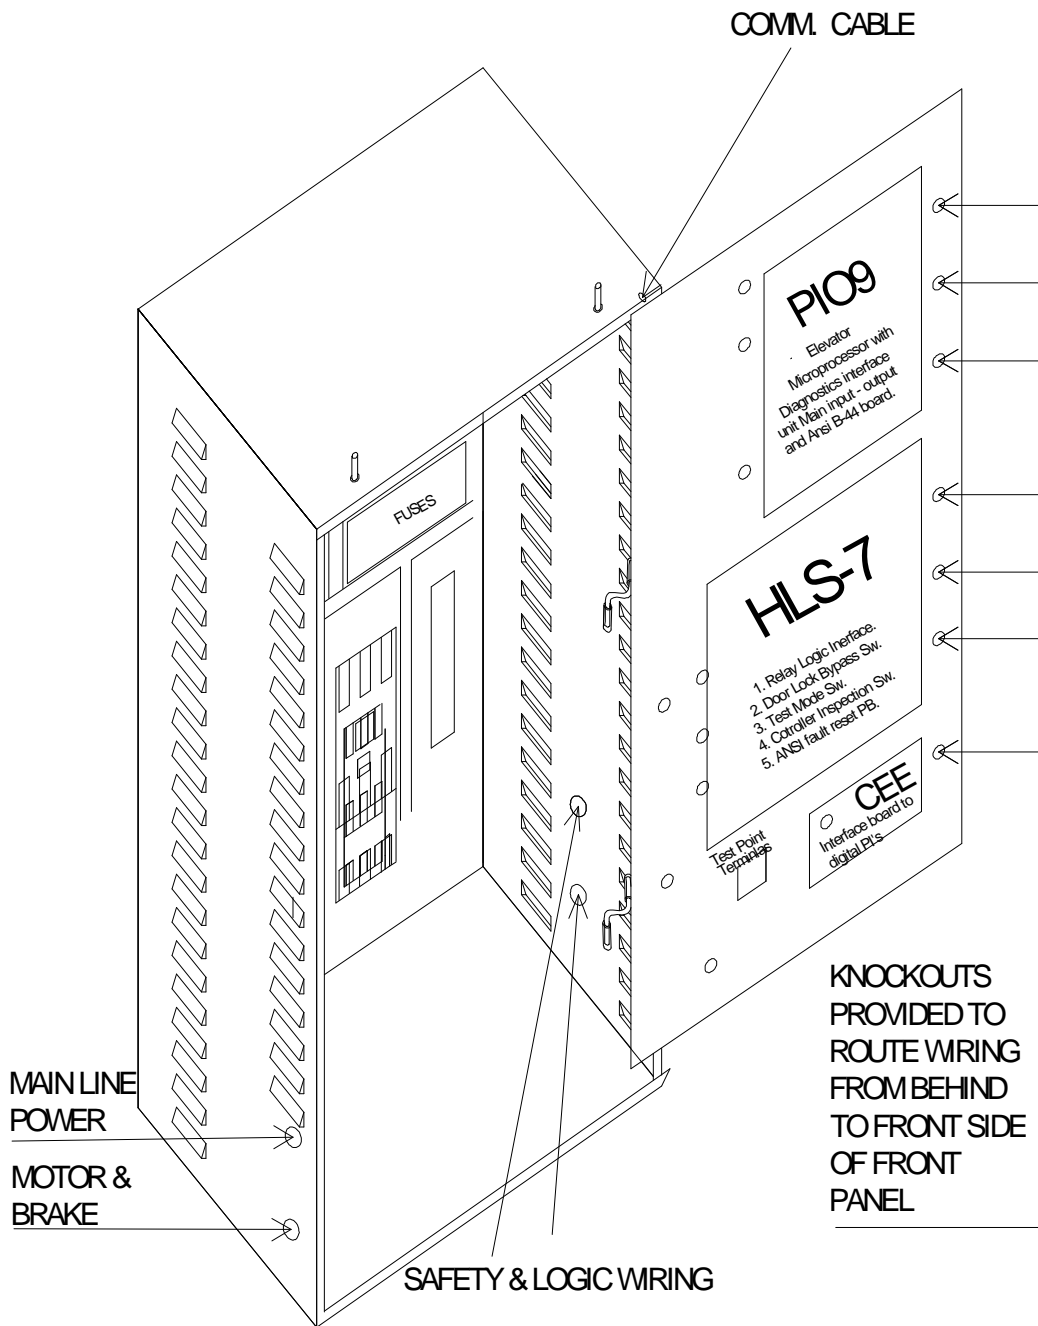 COMM. CABLE
PIO9
. Elevator
Microprocessor with
Diagnostics interface
unit Main input - output
and Ansi B-44 board.
FUSES
HLS-7
1. Relay Logic Inerface.
2. Door Lock Bypass Sw.
3. Test Mode Sw.
4. Cotroller Inspection Sw.
5. ANSI fault reset PB.
CEE
Interface board to
digital PI's
Test Point
Terminlas
KNOCKOUTS
PROVIDED TO
ROUTE WIRING
FROM BEHIND
TO FRONT SIDE
OF FRONT
PANEL
MAIN LINE
POWER
MOTOR &
BRAKE
SAFETY & LOGIC WIRING